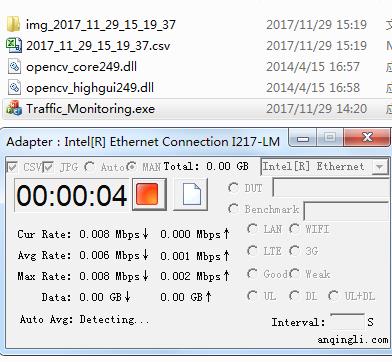 img_2017_11_29_15_19_37 2017/11/29 15:19
2017_11_29_15_19_37.csv 2017/11/29 15:19
opencv_core249.dll 2014/4/15 16:57
opencv_highgui249.dll 2014/4/15 16:58
Traffic_Monitoring.exe 2017/11/29 14:20
Adapter : Intel[R] Ethernet Connection I217-LM
CSV JPG Auto MAN Total: 0.00 GB Intel[R] Ethernet
00:00:04
DUT
Benchmark
Cur Rate: 0.008 Mbps↓ 0.000 Mbps↑ LAN WIFI
Avg Rate: 0.006 Mbps↓ 0.001 Mbps↑ LTE 3G
Max Rate: 0.008 Mbps↓ 0.002 Mbps↑ Good Weak
Data: 0.00 GB↓ 0.00 GB↑ UL DL UL+DL
Auto Avg: Detecting... Interval: S
anqingli.com